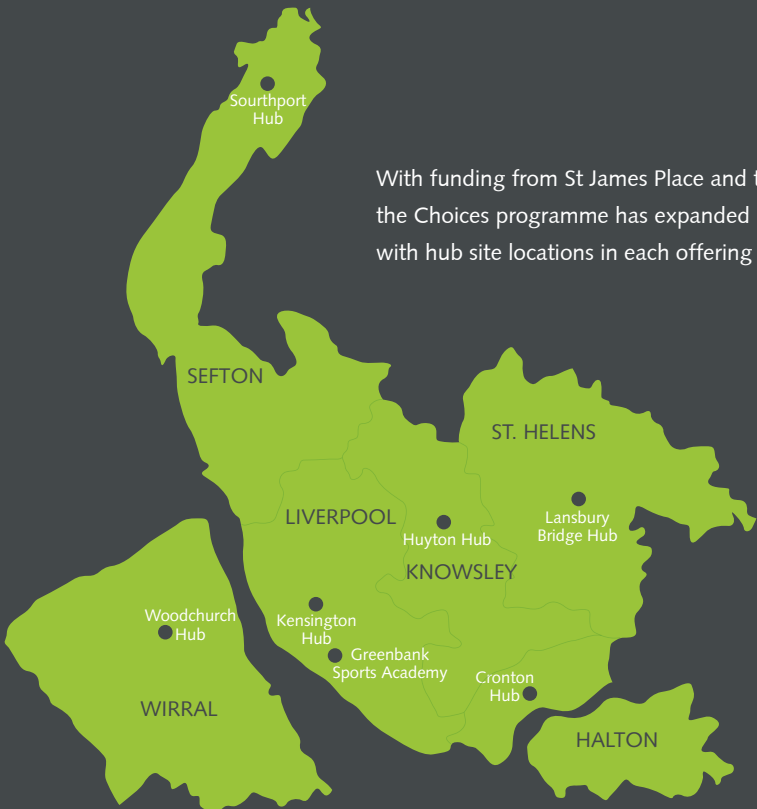 Sourthport
Hub
With funding from St James Place and
the Choices programme has expanded
with hub site locations in each offering
SEFTON
ST. HELENS
LIVERPOOL
Huyton Hub
Lansbury
Bridge Hub
KNOWSLEY
Woodchurch
Hub
Kensington
Hub
Greenbank
Sports Academy
Cronton
Hub
WIRRAL
HALTON